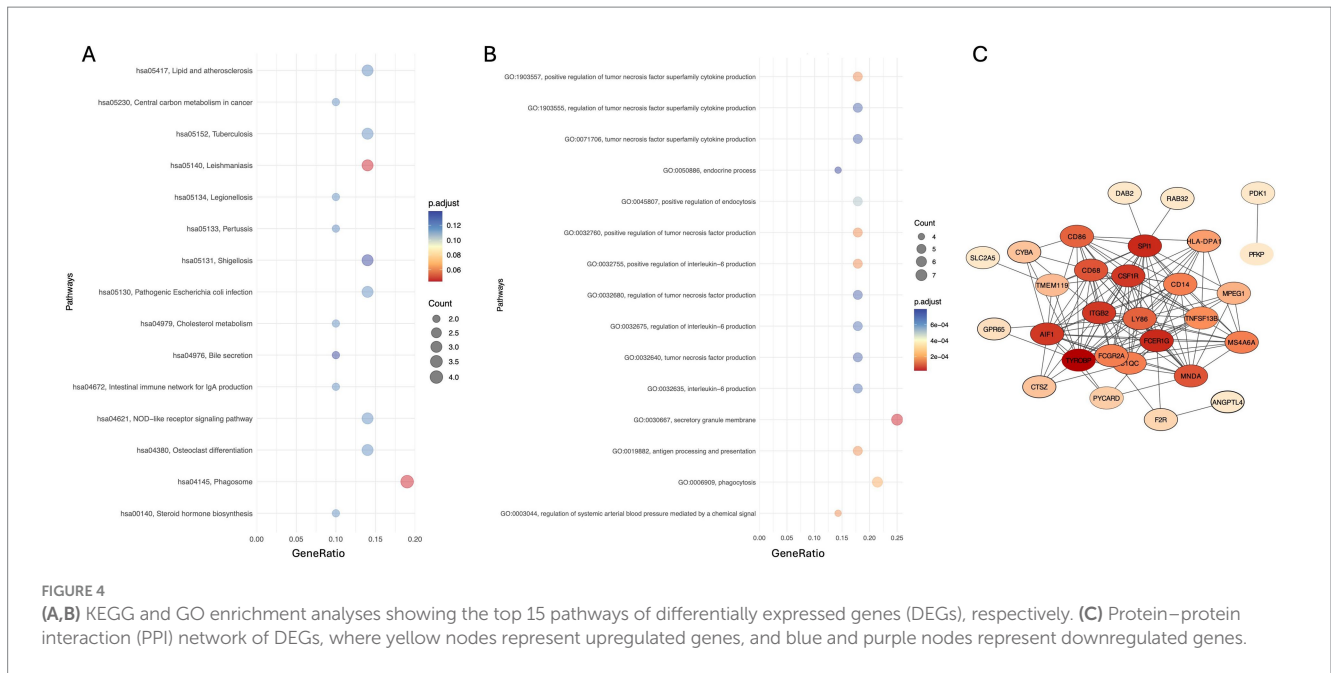 A
hsa05417, Lipid and atherosclerosis
hsa05230, Central carbon metabolism in cancer
hsa05152, Tuberculosis
hsa05140, Leishmaniasis
hsa05134, Legionellosis
hsa05133, Pertussis
hsa05131, Shigellosis
hsa05130, Pathogenic Escherichia coli infection
hsa04979, Cholesterol metabolism
hsa04976, Bile secretion
hsa04672, Intestinal immune network for IgA production
hsa04621, NOD-like receptor signaling pathway
hsa04380, Osteoclast differentiation
hsa04145, Phagosome
hsa00140, Steroid hormone biosynthesis
Pathways
0.00 0.05 0.10 0.15 0.20
GeneRatio
p.adjust
0.12
0.10
0.08
0.06
Count
2.0
2.5
3.0
3.5
4.0
B
GO:1903557, positive regulation of tumor necrosis factor superfamily cytokine production
GO:1903555, regulation of tumor necrosis factor superfamily cytokine production
GO:0071706, tumor necrosis factor superfamily cytokine production
GO:0050886, endocrine process
GO:0045807, positive regulation of endocytosis
GO:0032760, positive regulation of tumor necrosis factor production
GO:0032755, positive regulation of interleukin-6 production
GO:0032680, regulation of tumor necrosis factor production
GO:0032675, regulation of interleukin-6 production
GO:0032640, tumor necrosis factor production
GO:0032635, interleukin-6 production
GO:0030667, secretory granule membrane
GO:0019882, antigen processing and presentation
GO:0006909, phagocytosis
GO:0003044, regulation of systemic arterial blood pressure mediated by a chemical signal
Pathways
0.00 0.05 0.10 0.15 0.20 0.25
GeneRatio
Count
4
5
6
7
p.adjust
6e-04
4e-04
2e-04
C
DAB2
RAB32
PDK1
CD86
SPI1
HLA-DPA1
CYBA
PFKP
SLC2A5
CD68
CSF1R
CD14
TMEM119
MPEG1
ITGB2
LY86
TNFSF13B
GPR65
AIF1
FCER1G
MS4A6A
TYROBP
FCGR2A
C1QC
MNDA
CTSZ
PYCARD
ANGPTL4
F2R
FIGURE 4
(A,B) KEGG and GO enrichment analyses showing the top 15 pathways of differentially expressed genes (DEGs), respectively. (C) Protein–protein
interaction (PPI) network of DEGs, where yellow nodes represent upregulated genes, and blue and purple nodes represent downregulated genes.